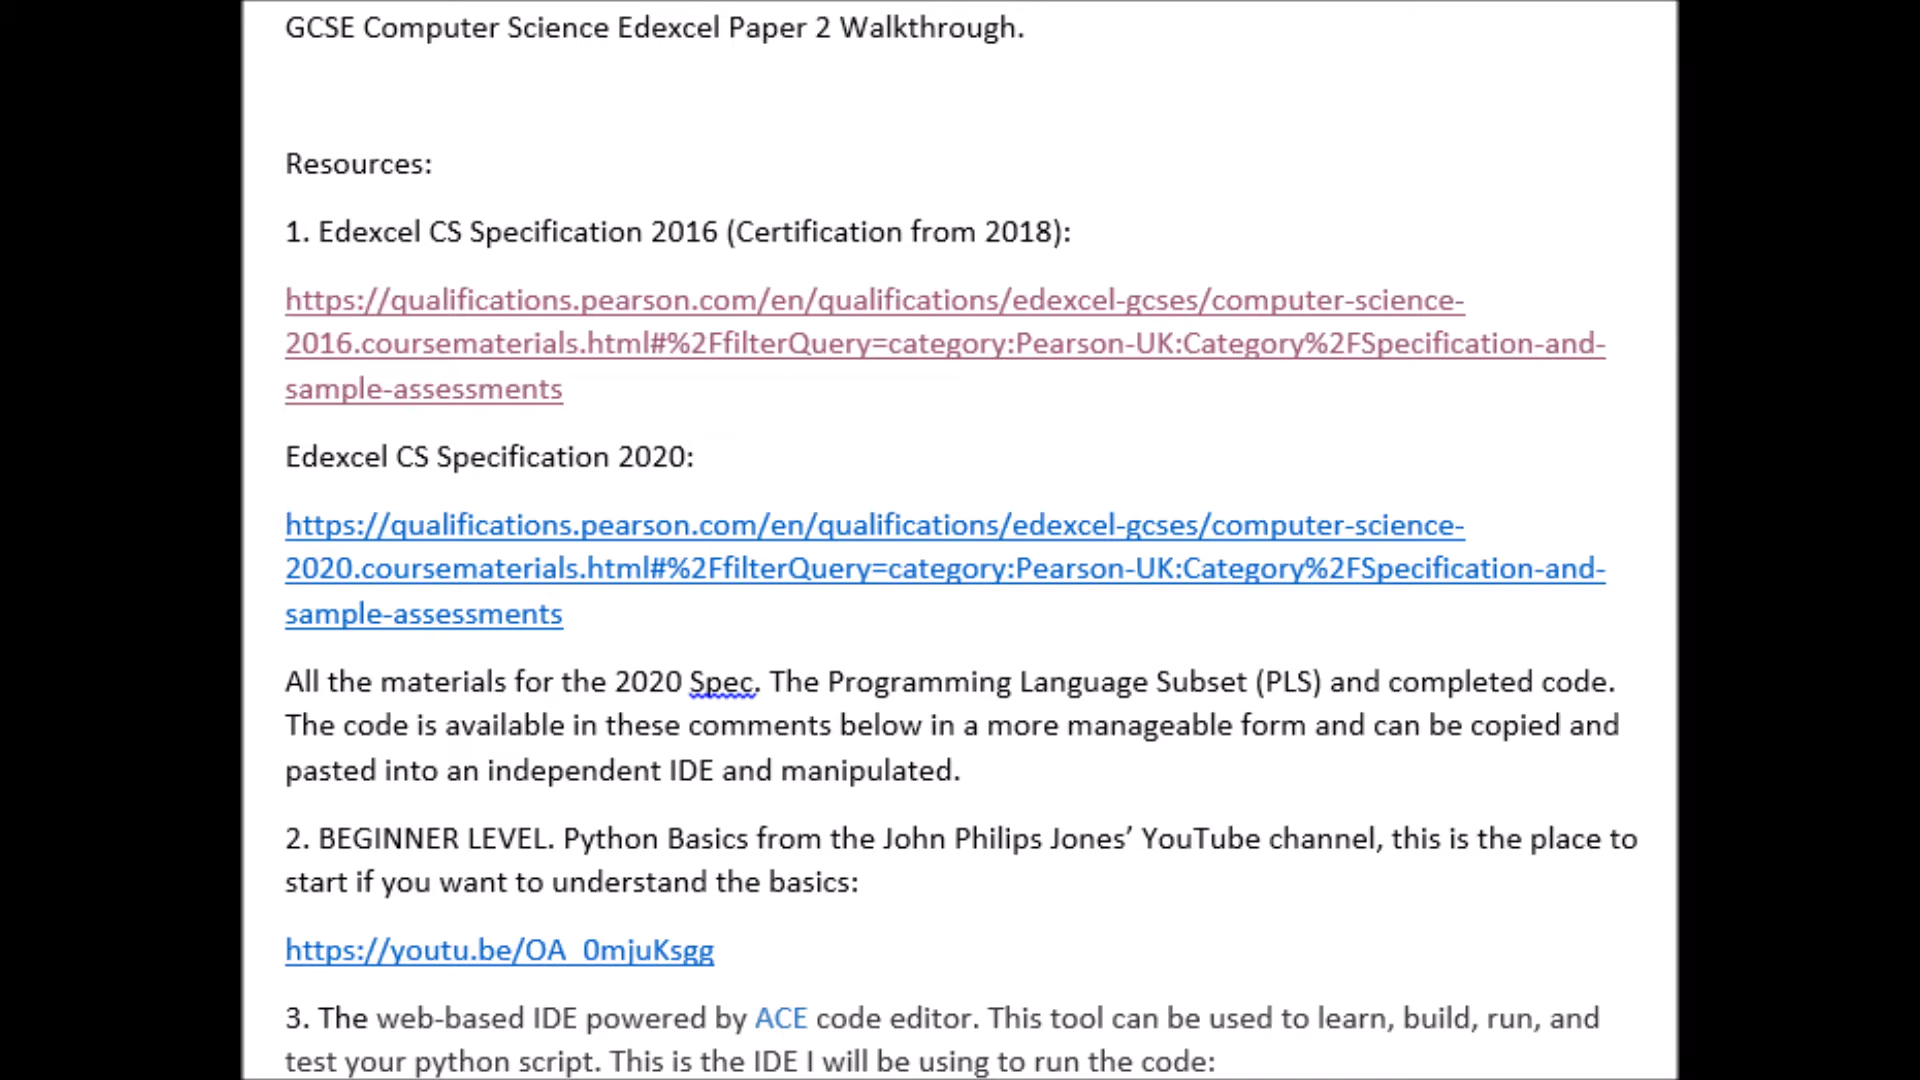 GCSE Computer Science Edexcel Paper 2 Walkthrough.
Resources:
1. Edexcel CS Specification 2016 (Certification from 2018):
https://qualifications.pearson.com/en/qualifications/edexcel-gcses/computer-science-
2016.coursematerials.html#%2FfilterQuery=category:Pearson-UK:Category%2FSpecification-and-
sample-assessments
Edexcel CS Specification 2020:
https://qualifications.pearson.com/en/qualifications/edexcel-gcses/computer-science-
2020.coursematerials.html#%2FfilterQuery=category:Pearson-UK:Category%2FSpecification-and-
sample-assessments
All the materials for the 2020 Spec. The Programming Language Subset (PLS) and completed code.
The code is available in these comments below in a more manageable form and can be copied and
pasted into an independent IDE and manipulated.
2. BEGINNER LEVEL. Python Basics from the John Philips Jones’ YouTube channel, this is the place to
start if you want to understand the basics:
https://youtu.be/OA_0mjuKsgg
3. The web-based IDE powered by ACE code editor. This tool can be used to learn, build, run, and
test your python script. This is the IDE I will be using to run the code: